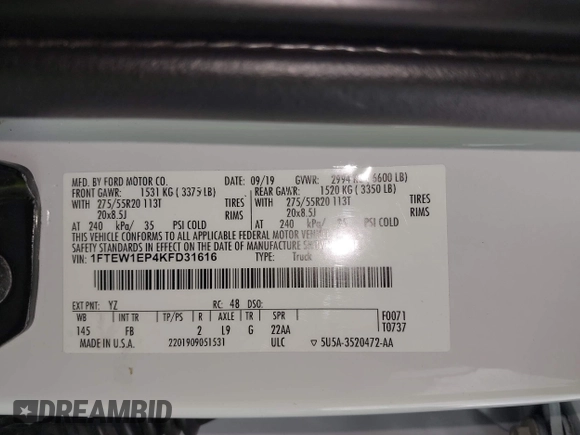 MFD. BY FORD MOTOR CO. DATE: 09/19 GVWR: 2994 5600 LB)
FRONT GAWR: 1531 KG ( 3375 LB) REAR GAWR: 1520 KG ( 3350 LB)
WITH 275/55R20 113T TIRES WITH 275/55R20 113T TIRES
20x8.5J RIMS 20x8.5J RIMS
AT 240 kPa/ 35 PSI COLD AT 240 kPa/ PSI COLD
THIS VEHICLE CONFORMS TO ALL APPLICABLE FEDERAL MOTOR VEHICLE
SAFETY STANDARDS IN EFFECT ON THE DATE OF MANUFACTURE SHOWN ABOVE.
VIN: 1FTEW1EP4KFD31616 TYPE: Truck
EXT PNT: YZ RC: 48 DSO:
WB INT TR TP/PS R AXLE TR SPR F0071
145 FB 2 L9 G 22AA T0737
MADE IN U.S.A. 2201909051531 ULC ▽ 5U5A-3520472-AA
DREAMBID